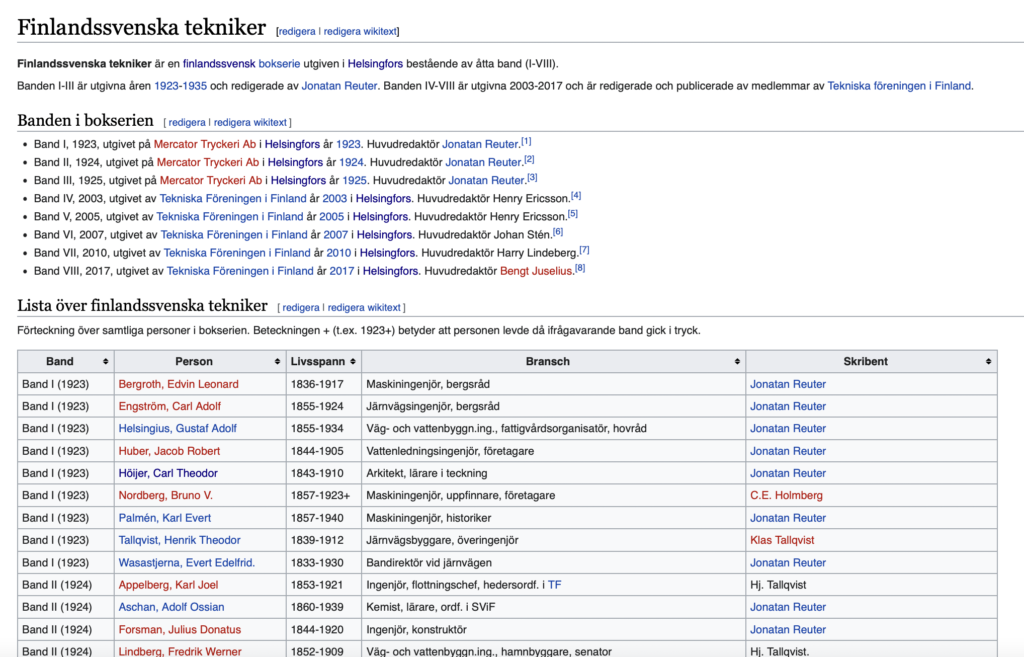 Finlandssvenska tekniker [redigera | redigera wikitext]
Finlandssvenska tekniker är en finlandssvensk bokserie utgiven i Helsingfors bestående av åtta band (I-VIII).
Banden I-III är utgivna åren 1923-1935 och redigerade av Jonatan Reuter. Banden IV-VIII är utgivna 2003-2017 och är redigerade och publicerade av medlemmar av Tekniska föreningen i Finland.
Banden i bokserien [ redigera | redigera wikitext ]
• Band I, 1923, utgivet på Mercator Tryckeri Ab i Helsingfors år 1923. Huvudredaktör Jonatan Reuter.[1]
• Band II, 1924, utgivet på Mercator Tryckeri Ab i Helsingfors år 1924. Huvudredaktör Jonatan Reuter.[2]
• Band III, 1925, utgivet på Mercator Tryckeri Ab i Helsingfors år 1925. Huvudredaktör Jonatan Reuter.[3]
• Band IV, 2003, utgivet av Tekniska Föreningen i Finland år 2003 i Helsingfors. Huvudredaktör Henry Ericsson.[4]
• Band V, 2005, utgivet av Tekniska Föreningen i Finland år 2005 i Helsingfors. Huvudredaktör Henry Ericsson.[5]
• Band VI, 2007, utgivet av Tekniska Föreningen i Finland år 2007 i Helsingfors. Huvudredaktör Johan Stén.[6]
• Band VII, 2010, utgivet av Tekniska Föreningen i Finland år 2010 i Helsingfors. Huvudredaktör Harry Lindeberg.[7]
• Band VIII, 2017, utgivet av Tekniska Föreningen i Finland år 2017 i Helsingfors. Huvudredaktör Bengt Juselius.[8]
Lista över finlandssvenska tekniker [ redigera | redigera wikitext ]
Förteckning över samtliga personer i bokserien. Beteckningen + (t.ex. 1923+) betyder att personen levde då ifrågavarande band gick i tryck.
Band Person Livsspann Bransch Skribent
Band I (1923) Bergroth, Edvin Leonard 1836-1917 Maskiningenjör, bergsråd Jonatan Reuter
Band I (1923) Engström, Carl Adolf 1855-1924 Järnvägsingenjör, bergsråd Jonatan Reuter
Band I (1923) Helsingius, Gustaf Adolf 1855-1934 Väg- och vattenbyggn.ing., fattigvårdsorganisatör, hovråd Jonatan Reuter
Band I (1923) Huber, Jacob Robert 1844-1905 Vattenledningsingenjör, företagare Jonatan Reuter
Band I (1923) Höijer, Carl Theodor 1843-1910 Arkitekt, lärare i teckning Jonatan Reuter
Band I (1923) Nordberg, Bruno V. 1857-1923+ Maskiningenjör, uppfinnare, företagare C.E. Holmberg
Band I (1923) Palmén, Karl Evert 1857-1940 Maskiningenjör, historiker Jonatan Reuter
Band I (1923) Tallqvist, Henrik Theodor 1839-1912 Järnvägsbyggare, överingenjör Klas Tallqvist
Band I (1923) Wasastjerna, Evert Edelfrid. 1833-1930 Bandirektör vid järnvägen Jonatan Reuter
Band II (1924) Appelberg, Karl Joel 1853-1921 Ingenjör, flottningschef, hedersordf. i TF Hj. Tallqvist
Band II (1924) Aschan, Adolf Ossian 1860-1939 Kemist, lärare, ordf. i SViF Jonatan Reuter
Band II (1924) Forsman, Julius Donatus 1844-1920 Ingenjör, konstruktör Jonatan Reuter
Band II (1924) Lindberg, Fredrik Werner 1852-1909 Väg- och vattenbyggn.ing., hamnbyggare, senator Hj. Tallqvist.